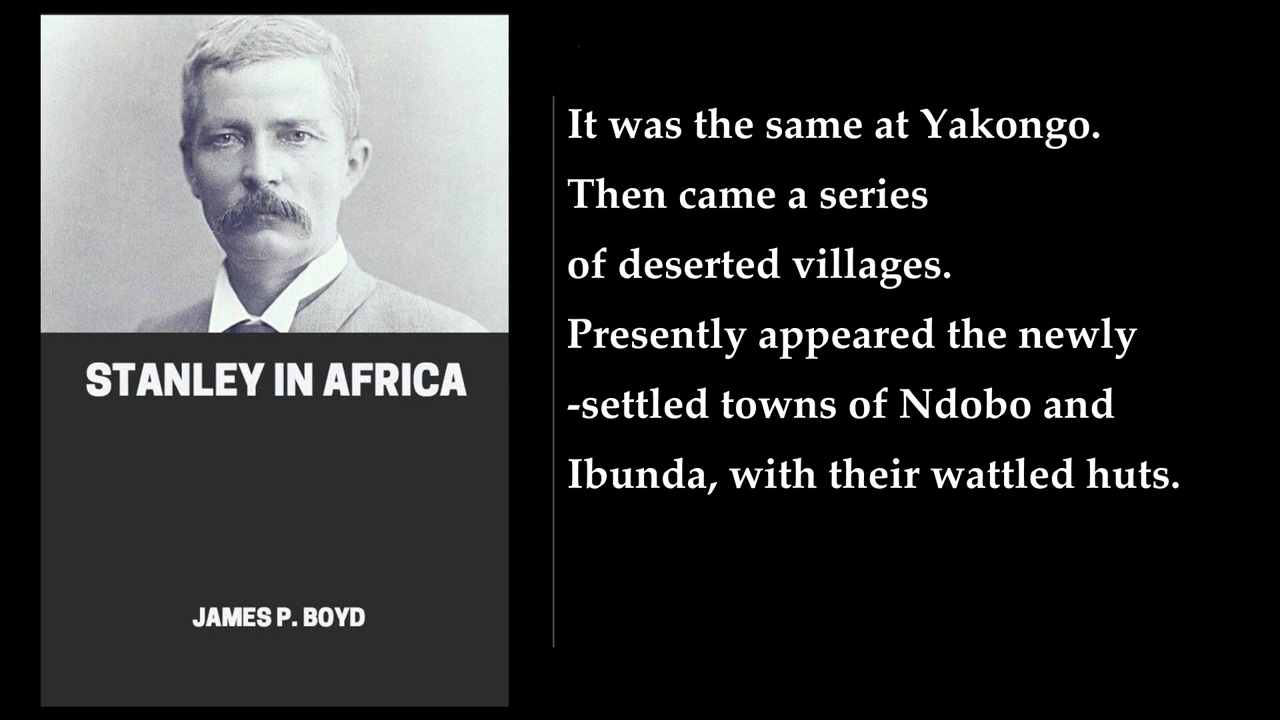 STANLEY IN AFRICA
JAMES P. BOYD
It was the same at Yakongo.
Then came a series
of deserted villages.
Presently appeared the newly
-settled towns of Ndobo and
Ibunda, with their wattled huts.